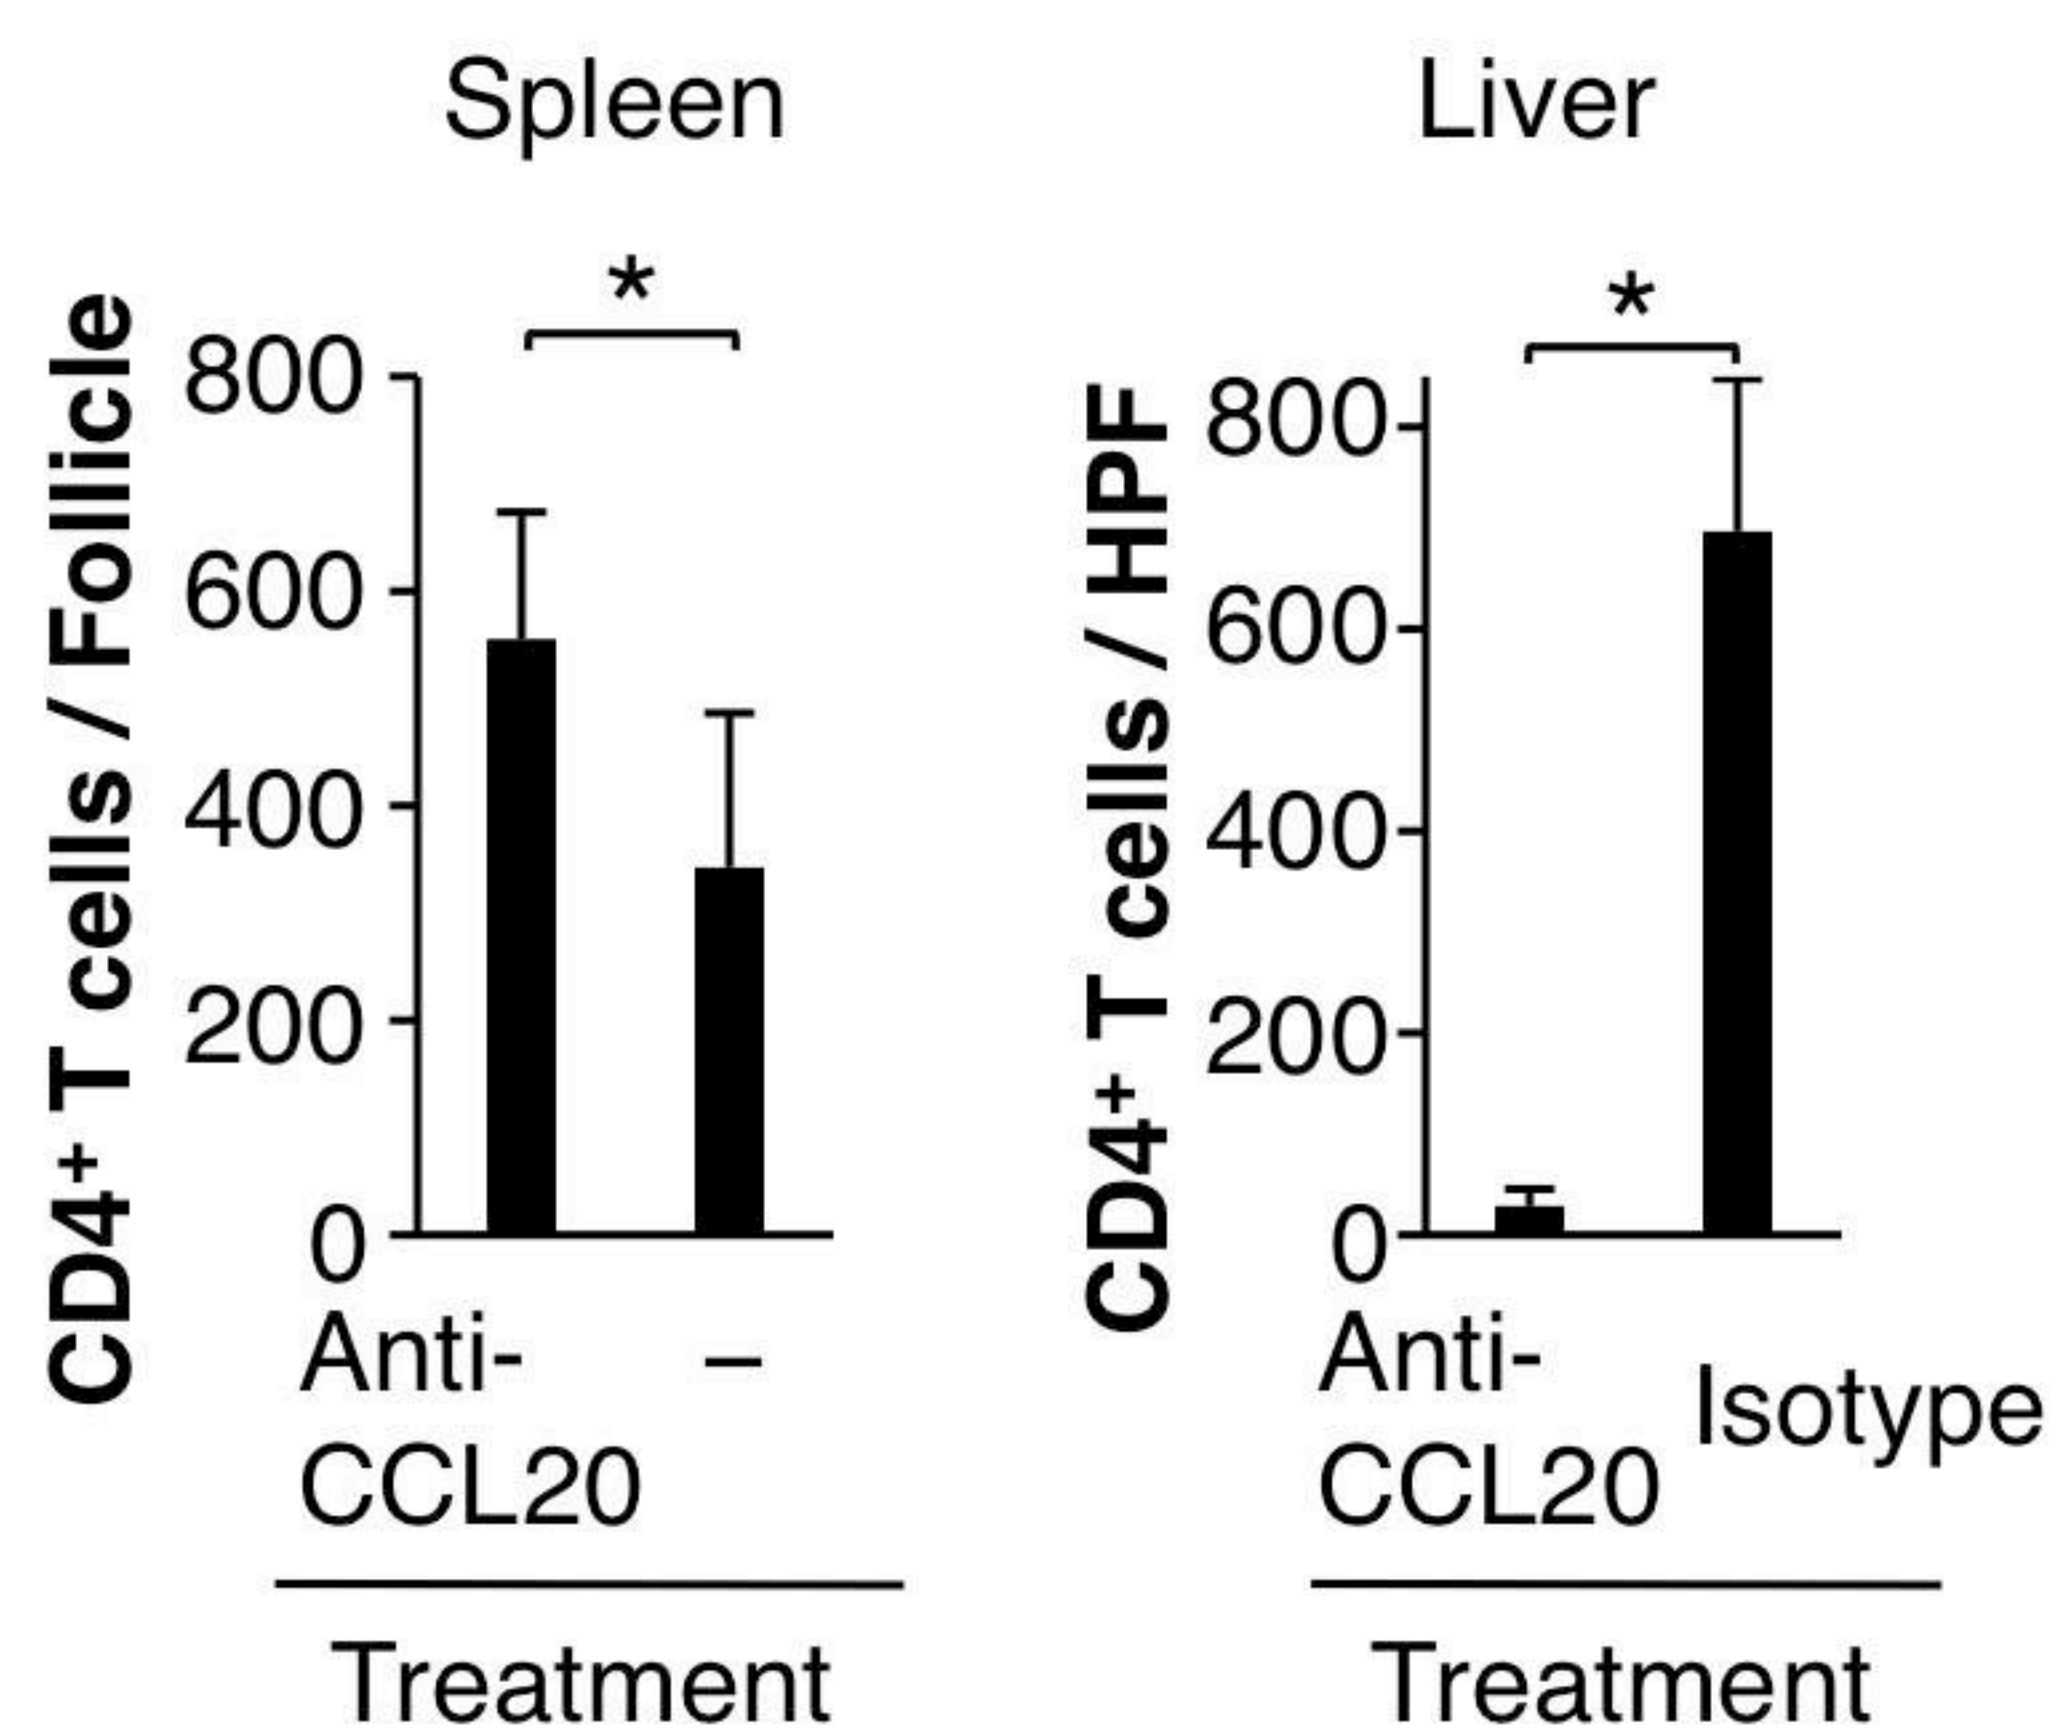 Spleen
*
CD4+ T cells / Follicle
800
600
400
200
0
Anti-
CCL20
–
Treatment
Liver
*
CD4+ T cells / HPF
800
600
400
200
0
Anti-
CCL20
Isotype
Treatment